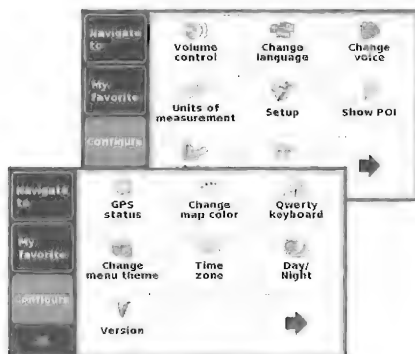 Navigate
to
Volume
control
Change
language
Change
voice
My
favorite
Units of
measurement
Setup
Show POI
Configure
Navigate
to
GPS
status
Change
map color
Qwerty
keyboard
My
favorite
Change
menu theme
Time
zone
Day/
Night
Configure
Version